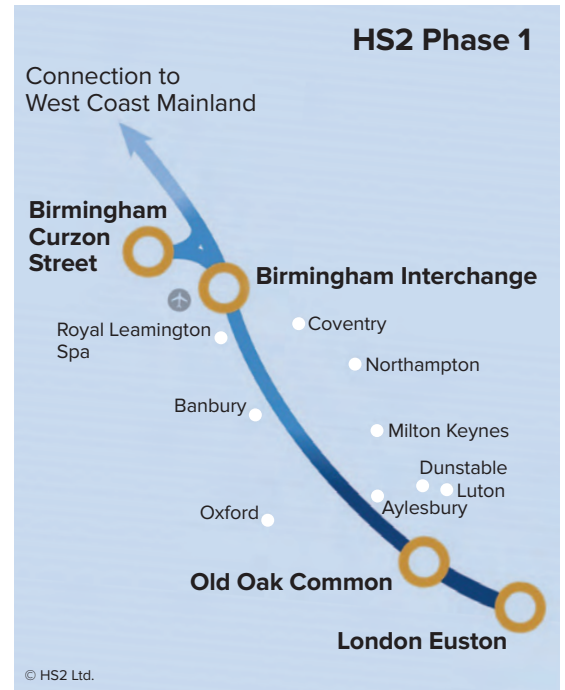 HS2 Phase 1
Connection to
West Coast Mainland
Birmingham
Curzon
Street
Birmingham Interchange
Coventry
Royal Leamington
Spa
Northampton
Banbury
Milton Keynes
Dunstable
Luton
Aylesbury
Oxford
Old Oak Common
London Euston
© HS2 Ltd.